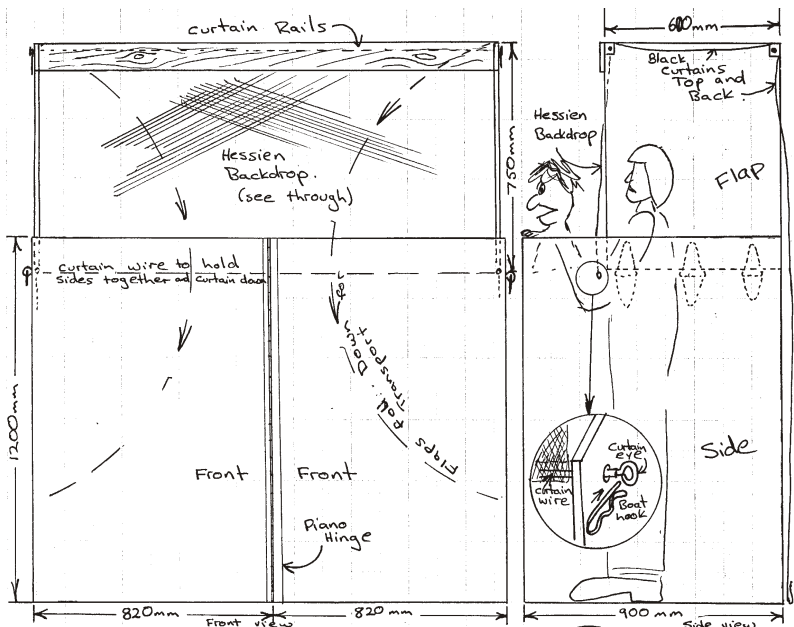 curtain Rails
600mm
Black
curtains
Top and
Back.
Hessien
Backdrop
Hessien
Backdrop.
(see through)
750mm
Flap
curtain wire to hold
sides together and curtain down
for
Transport
Flaps Fall Down
1200mm
Front
Front
Side
Curtain
eye
curtain
wire
Boat
hook
Piano
Hinge
820mm
820mm
900mm
Front view
Side view